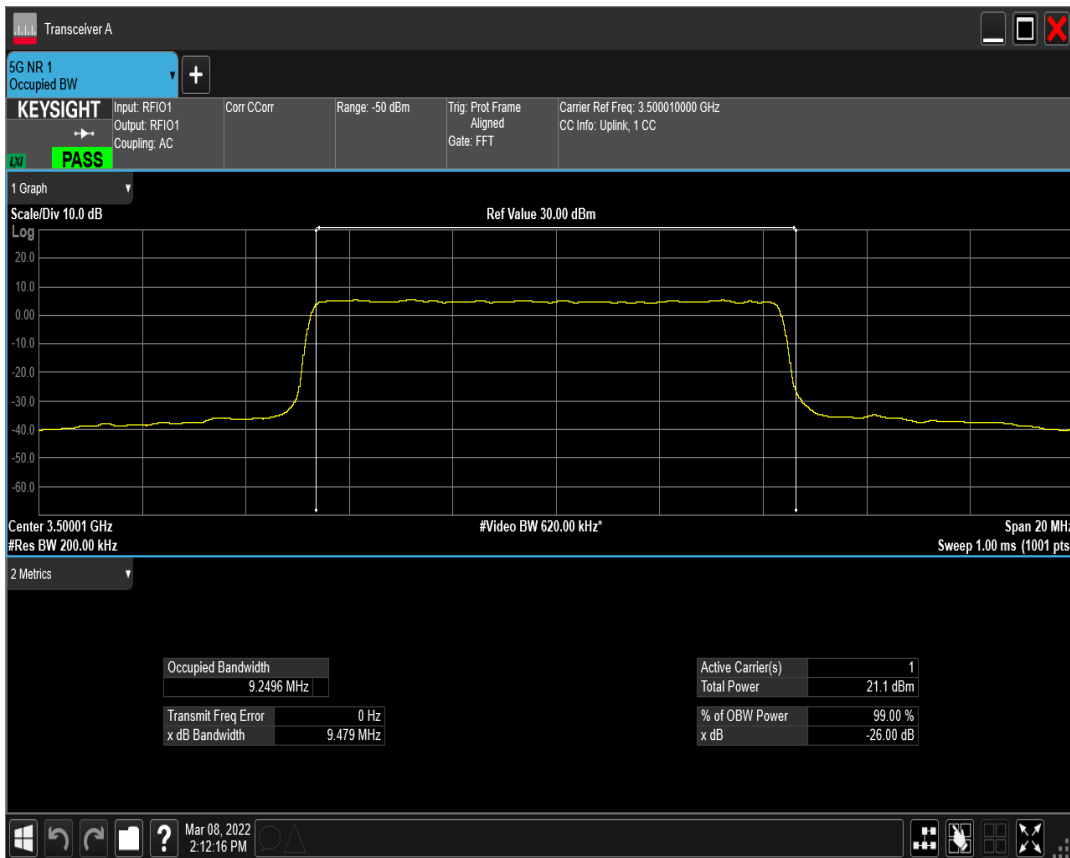 Transceiver A
5G NR 1
Occupied BW
+
KEYSIGHT
LXI
PASS
Input: RFIO1
Output: RFIO1
Coupling: AC
Corr CCorr
Range: -50 dBm
Trig: Prot Frame
Aligned
Gate: FFT
Carrier Ref Freq: 3.500010000 GHz
CC Info: Uplink, 1 CC
1 Graph
Scale/Div 10.0 dB
Ref Value 30.00 dBm
Log
20.0
10.0
0.00
-10.0
-20.0
-30.0
-40.0
-50.0
-60.0
Center 3.50001 GHz
#Video BW 620.00 kHz*
Span 20 MHz
#Res BW 200.00 kHz
Sweep 1.00 ms (1001 pts
2 Metrics
Occupied Bandwidth
9.2496 MHz
Transmit Freq Error 0 Hz
x dB Bandwidth 9.479 MHz
Active Carrier(s) 1
Total Power 21.1 dBm
% of OBW Power 99.00 %
x dB -26.00 dB
?
Mar 08, 2022
2:12:16 PM